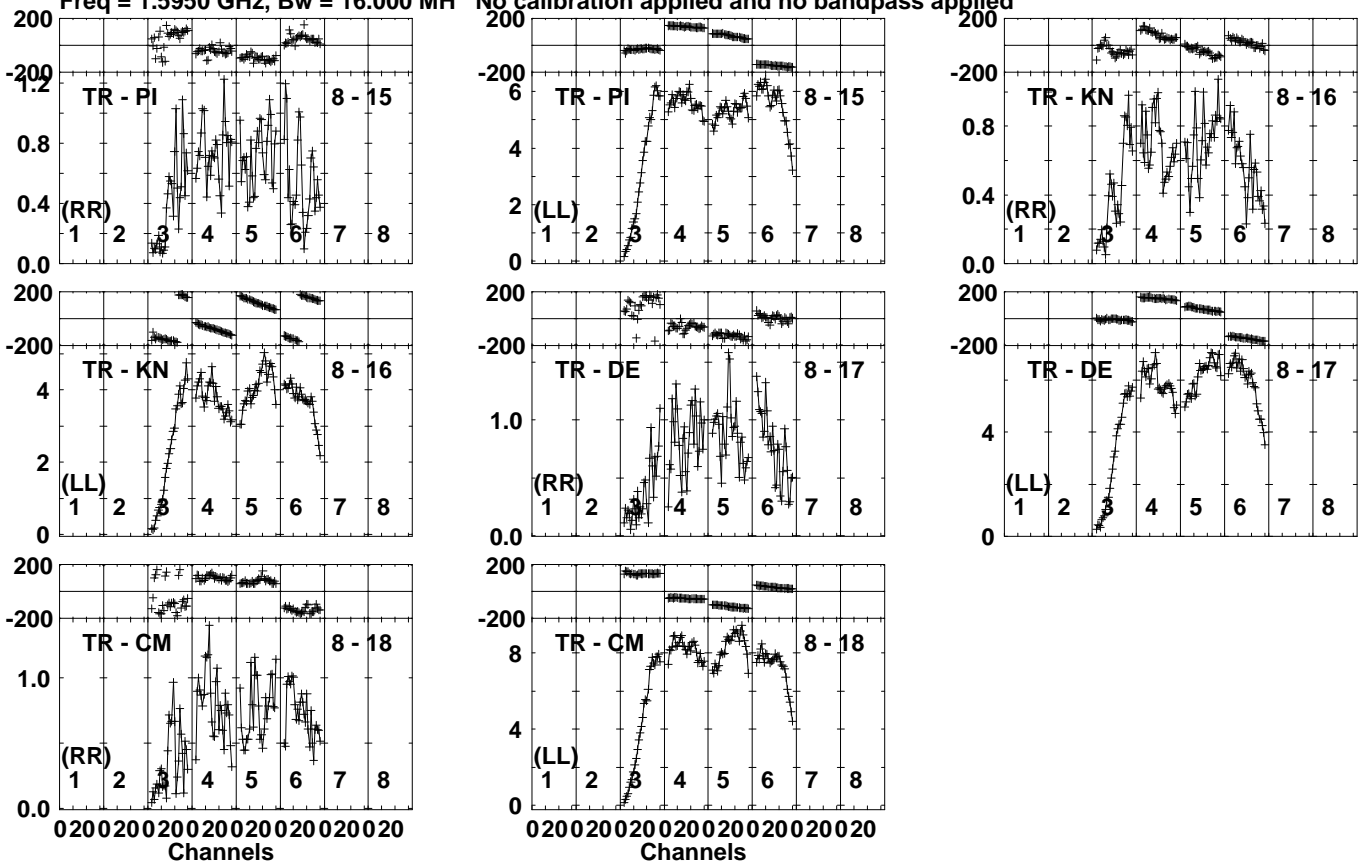 Freq = 1.5950 GHz, Bw = 16.000 MH No calibration applied and no bandpass applied
200 200 200
-200 -200 -200
1.2 TR - PI 8 - 15 6 TR - PI 8 - 15 TR - KN 8 - 16
0.8 4 0.8
0.4 2 0.4
(RR) (LL) (RR)
1 2 3 4 5 6 7 8 1 2 3 4 5 6 7 8 1 2 3 4 5 6 7 8
0.0 0 0.0
200 200 200
-200 -200 -200
TR - KN 8 - 16 TR - DE 8 - 17 TR - DE 8 - 17
4 1.0 4
2
(LL) (RR) (LL)
1 2 3 4 5 6 7 8 1 2 3 4 5 6 7 8 1 2 3 4 5 6 7 8
0 0.0 0
200 200
-200 -200
TR - CM 8 - 18 TR - CM 8 - 18
1.0 8
4
(RR) (LL)
1 2 3 4 5 6 7 8 1 2 3 4 5 6 7 8
0.0 0
0 20 0 20 0 20 0 20 0 20 0 20 0 20 0 20 0 20 0 20 0 20 0 20 0 20 0 20 0 20 0 20
Channels Channels